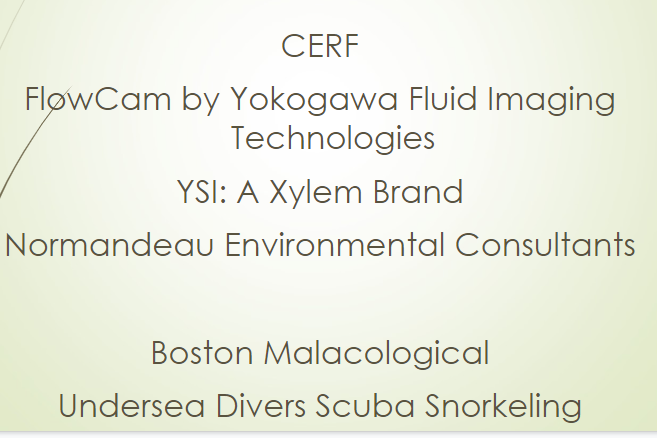 CERF
FlowCam by Yokogawa Fluid Imaging
Technologies
YSI: A Xylem Brand
Normandeau Environmental Consultants
Boston Malacological
Undersea Divers Scuba Snorkeling